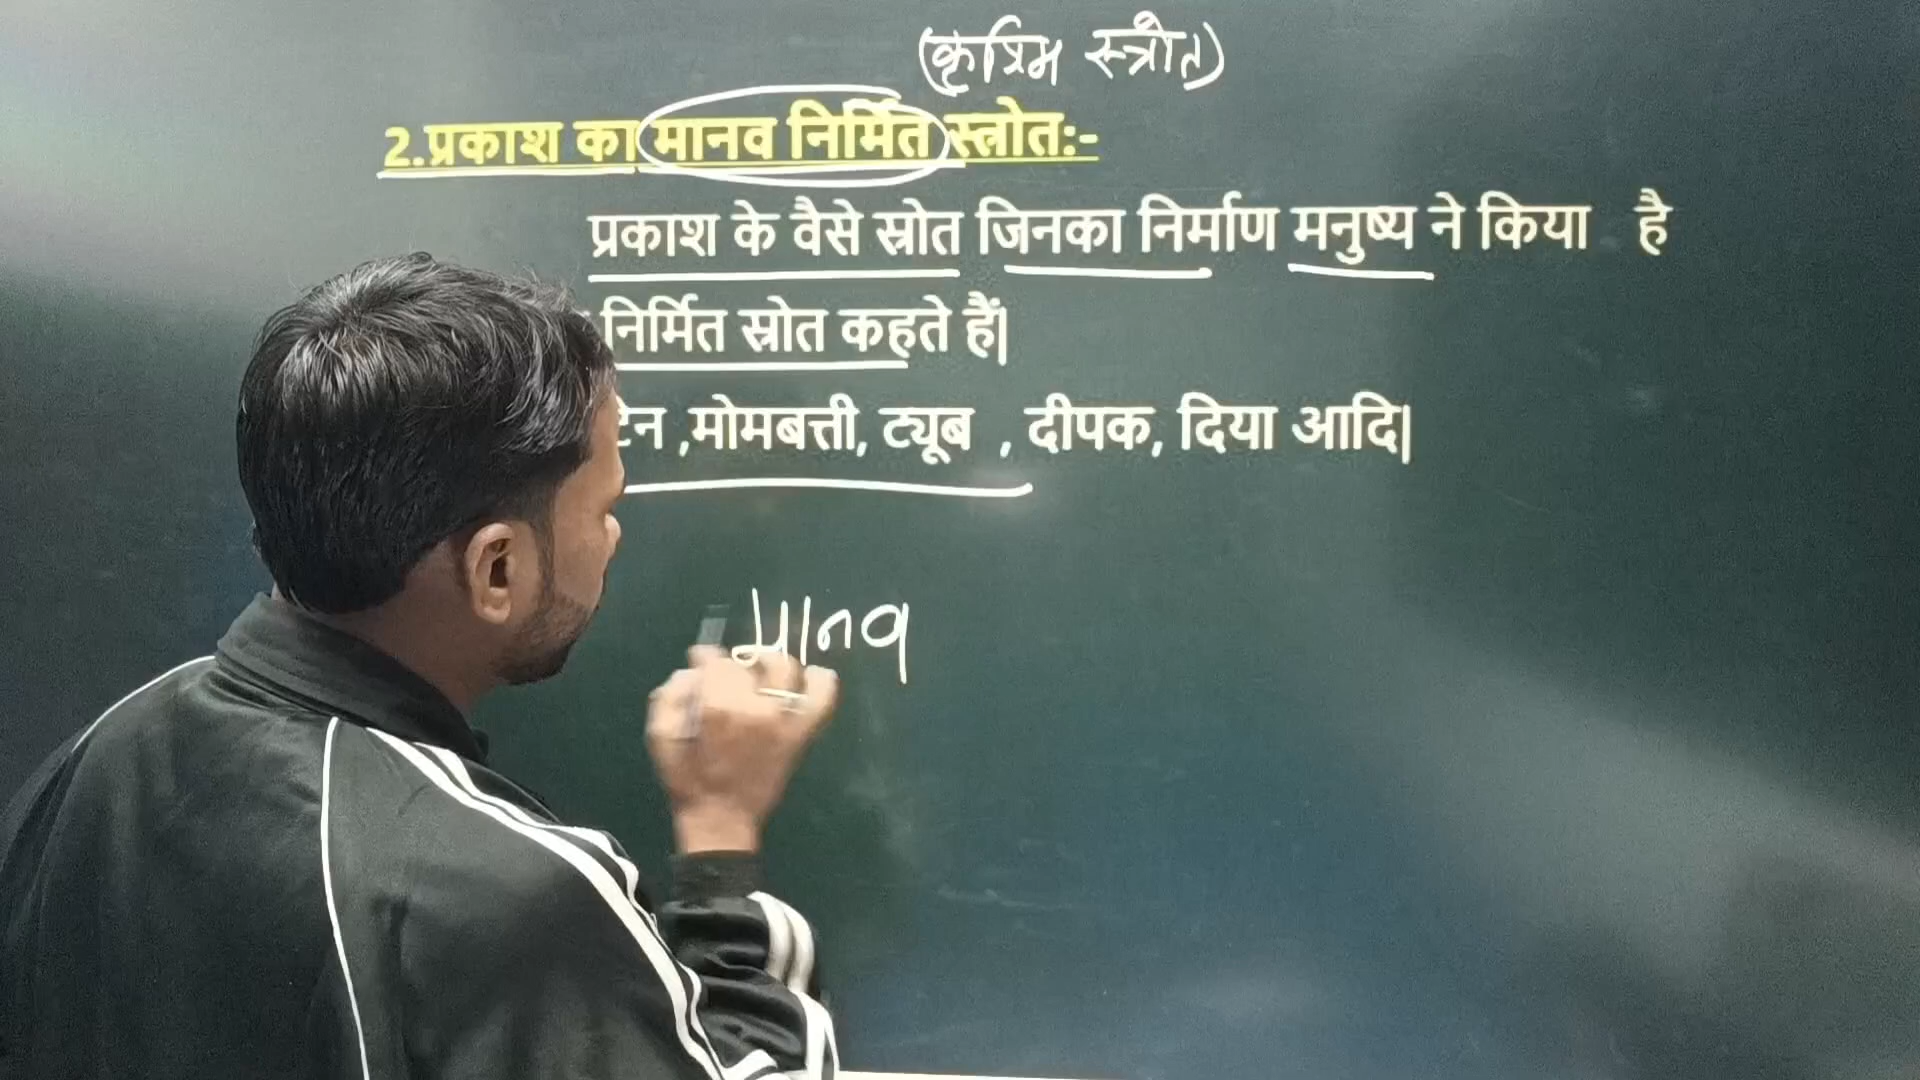 (कृत्रिम स्त्रोत)
2.प्रकाश का मानव निर्मित स्त्रोत:-
प्रकाश के वैसे स्रोत जिनका निर्माण मनुष्य ने किया है
निर्मित स्रोत कहते हैं|
,मोमबत्ती, ट्यूब , दीपक, दिया आदि|
मानव